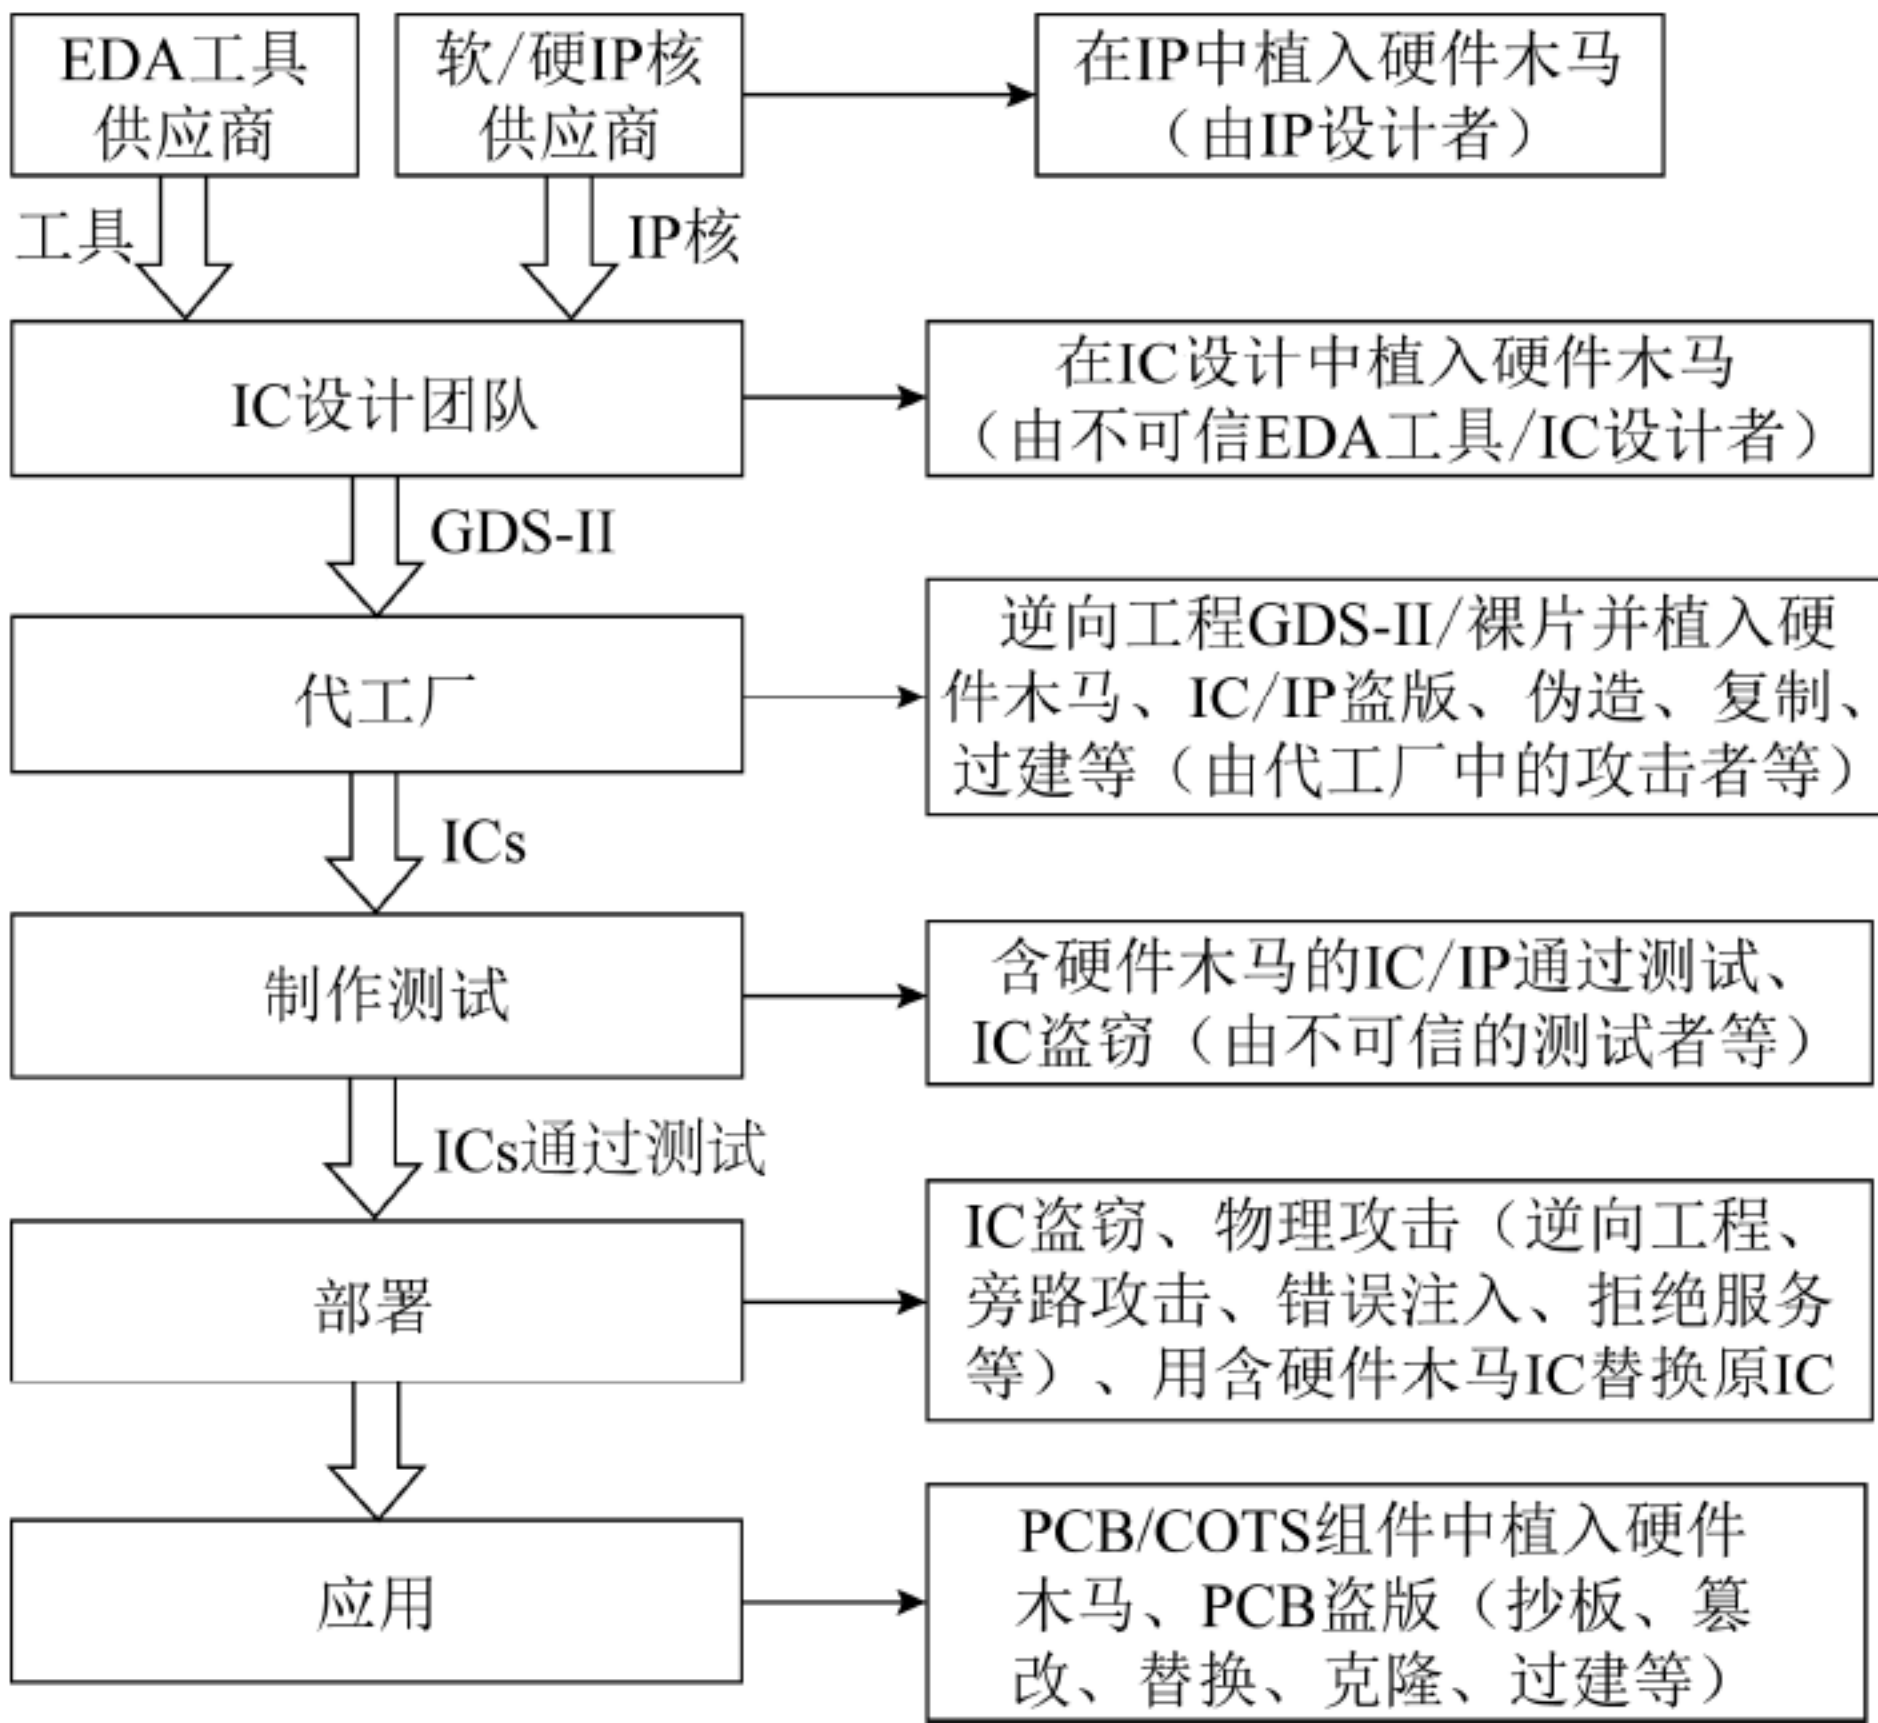 EDA工具
供应商
软/硬IP核
供应商
在IP中植入硬件木马
（由IP设计者）
工具
IP核
IC设计团队
在IC设计中植入硬件木马
（由不可信EDA工具/IC设计者）
GDS-II
代工厂
逆向工程GDS-II/裸片并植入硬
件木马、IC/IP盗版、伪造、复制、
过建等（由代工厂中的攻击者等）
ICs
制作测试
含硬件木马的IC/IP通过测试、
IC盗窃（由不可信的测试者等）
ICs通过测试
部署
IC盗窃、物理攻击（逆向工程、
旁路攻击、错误注入、拒绝服务
等）、用含硬件木马IC替换原IC
应用
PCB/COTS组件中植入硬件
木马、PCB盗版（抄板、篡
改、替换、克隆、过建等）